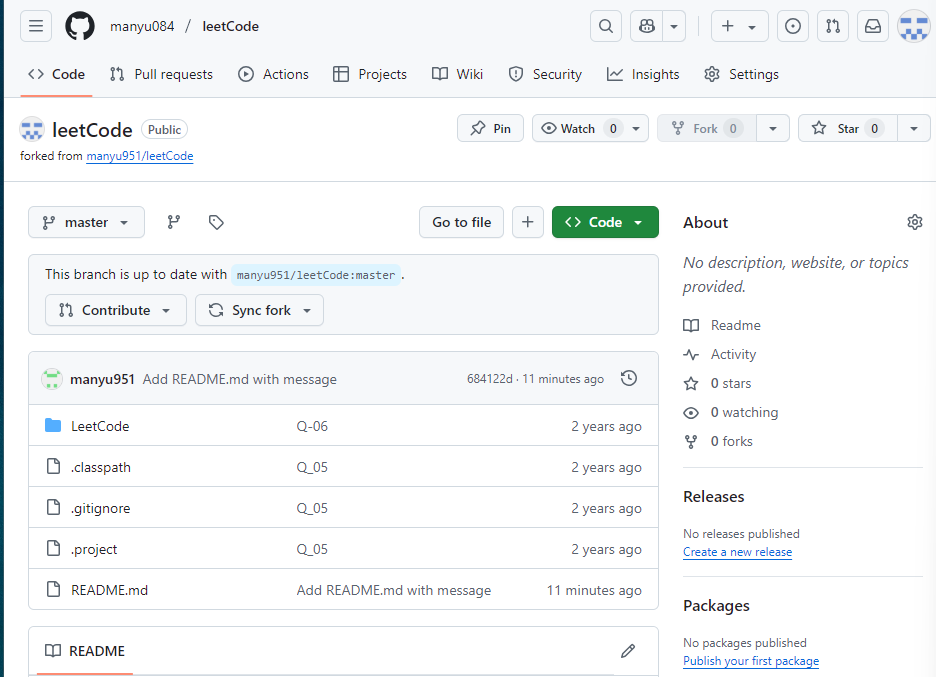 manyu084 / leetCode
Code Pull requests Actions Projects Wiki Security Insights Settings
leetCode Public
Pin Watch 0 Fork 0 Star 0
forked from manyu951/leetCode
master Go to file Code
This branch is up to date with manyu951/leetCode:master .
Contribute Sync fork
manyu951 Add README.md with message 684122d · 11 minutes ago
LeetCode Q-06 2 years ago
.classpath Q_05 2 years ago
.gitignore Q_05 2 years ago
.project Q_05 2 years ago
README.md Add README.md with message 11 minutes ago
README
About
No description, website, or topics
provided.
Readme
Activity
0 stars
0 watching
0 forks
Releases
No releases published
Create a new release
Packages
No packages published
Publish your first package